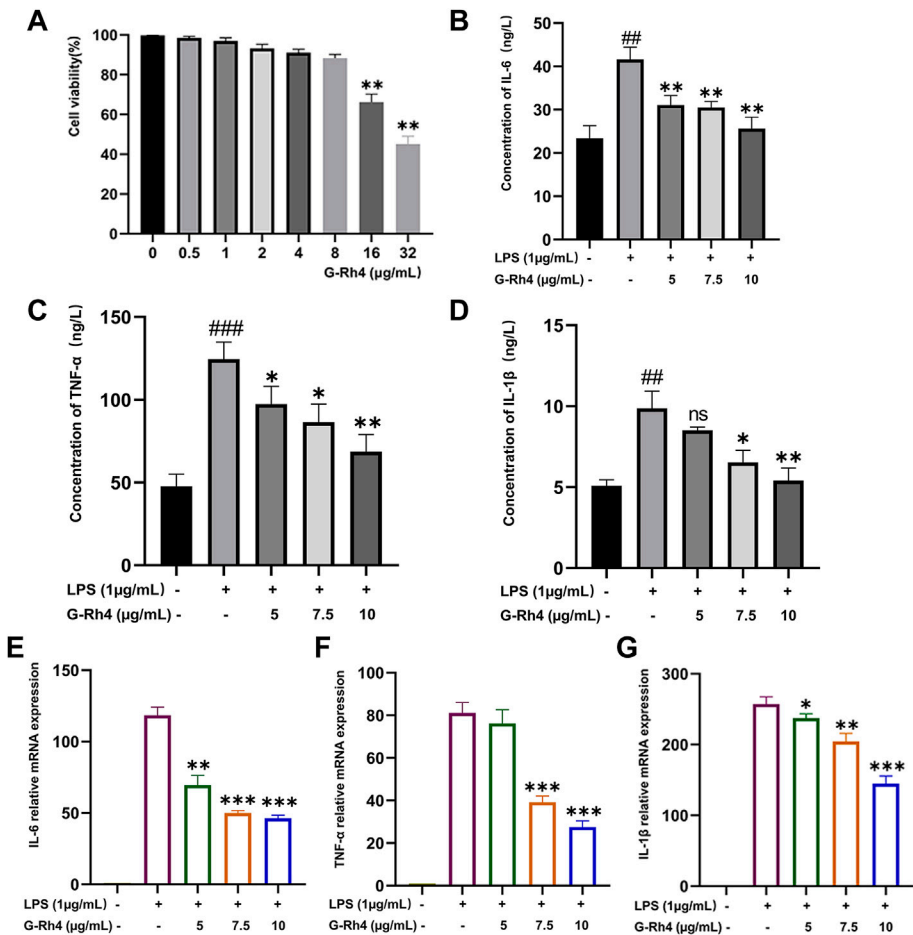 A
Cell viability(%)
100
80
60
40
20
0
** **
0 0.5 1 2 4 8 16 32
G-Rh4 (μg/mL)
B
Concentration of IL-6 (ng/L)
50
40
30
20
10
0
## ** ** **
LPS (1μg/mL) - + + + +
G-Rh4 (μg/mL) - - 5 7.5 10
C
Concentration of TNF-α (ng/L)
150
100
50
0
### * * **
LPS (1μg/mL) - + + + +
G-Rh4 (μg/mL) - - 5 7.5 10
D
Concentration of IL-1β (ng/L)
15
10
5
0
## ns * **
LPS (1μg/mL) - + + + +
G-Rh4 (μg/mL) - - 5 7.5 10
E
IL-6 relative mRNA expression
150
100
50
0
** *** ***
LPS (1μg/mL) - + + + +
G-Rh4 (μg/mL) - - 5 7.5 10
F
TNF-α relative mRNA expression
80
60
40
20
0
*** ***
LPS (1μg/mL) - + + + +
G-Rh4 (μg/mL) - - 5 7.5 10
G
IL-1β relative mRNA expression
300
200
100
0
* ** ***
LPS (1μg/mL) - + + + +
G-Rh4 (μg/mL) - - 5 7.5 10